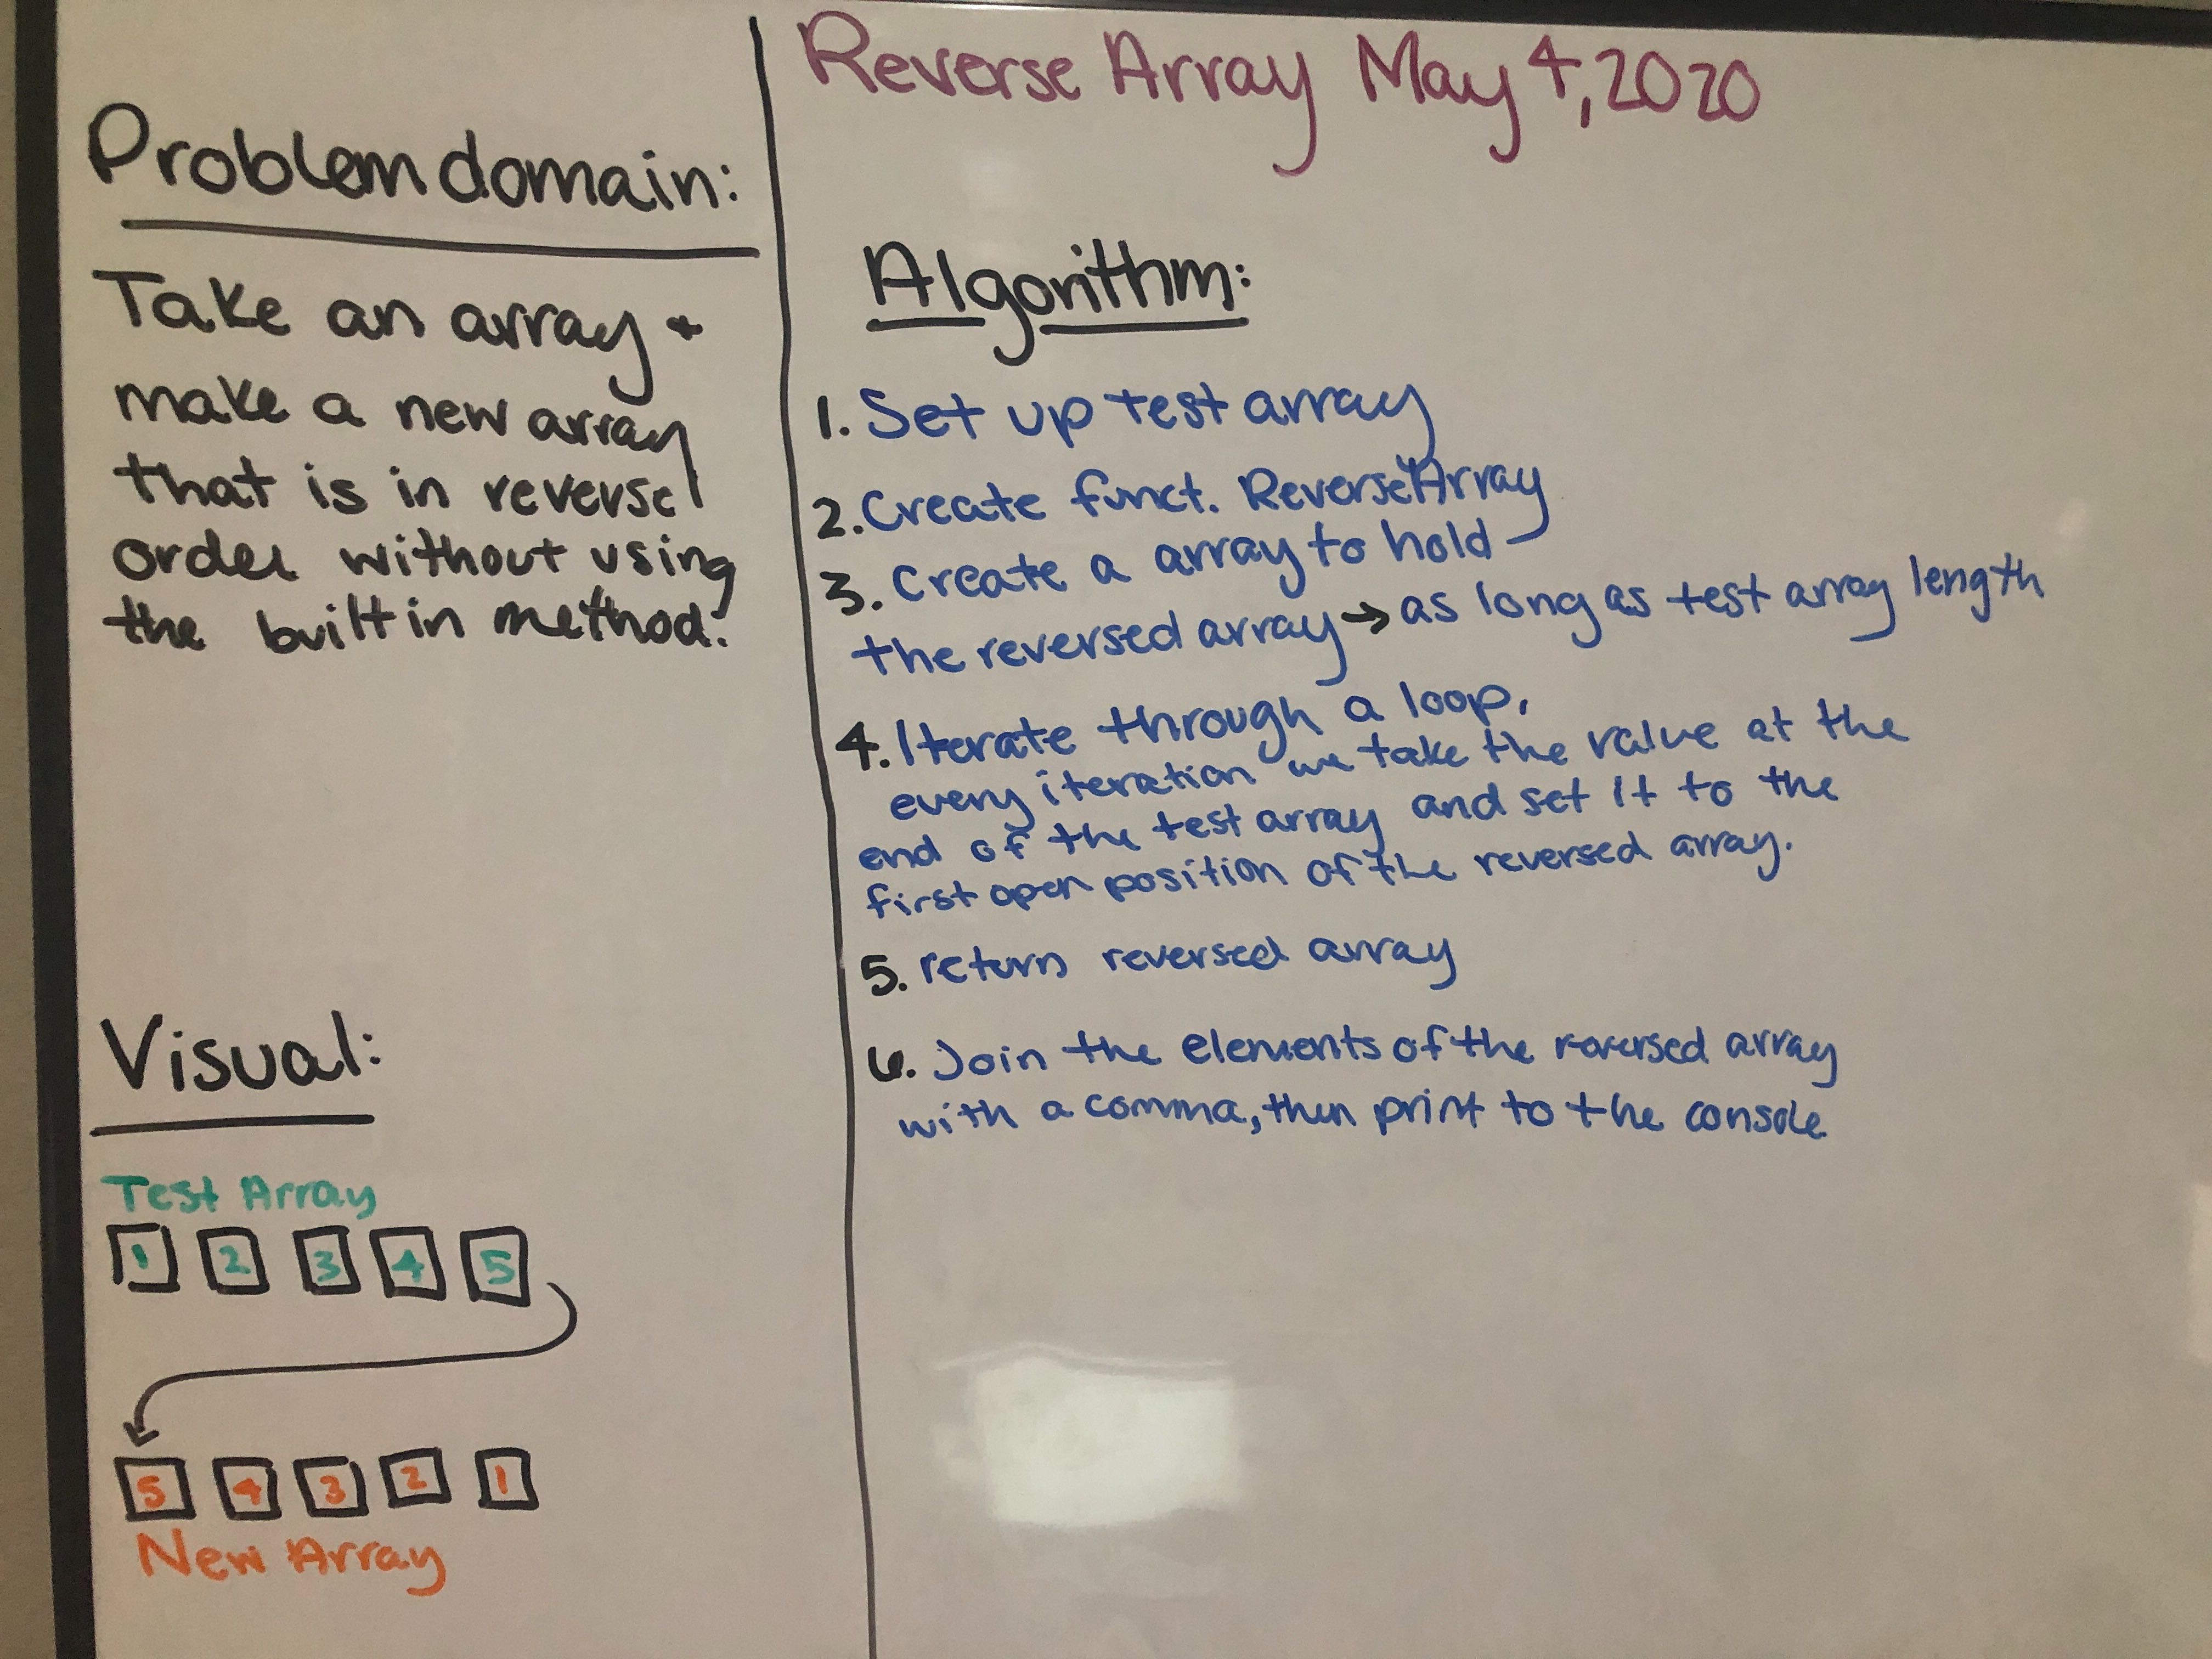 Reverse Array May 4, 2020
Problem domain:
Take an array +
make a new array
that is in reverse
order without using
the built in method.
Visual:
Test Array
1 2 3 4 5
5 4 3 2 1
New Array
Algorithm:
1. Set up test array
2. Create funct. ReverseArray
3. Create a array to hold
the reversed array → as long as test array length
4. Iterate through a loop,
every iteration we take the value at the
end of the test array and set it to the
first open position of the reversed array.
5. return reversed array
6. Join the elements of the reversed array
with a comma, then print to the console